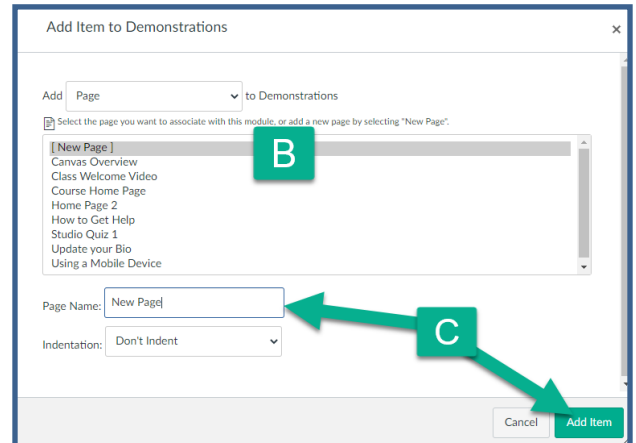 Add Item to Demonstrations ×
Add Page to Demonstrations
Select the page you want to associate with this module, or add a new page by selecting "New Page".
[ New Page ]
B
Canvas Overview
Class Welcome Video
Course Home Page
Home Page 2
How to Get Help
Studio Quiz 1
Update your Bio
Using a Mobile Device
Page Name: New Page
C
Indentation: Don't Indent
Cancel Add Item